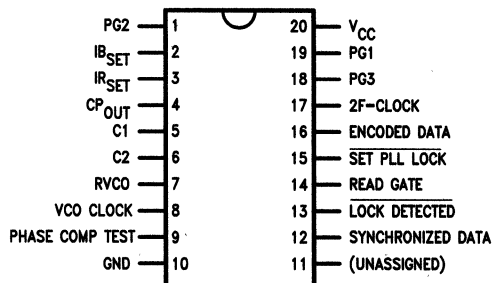 PG2 1 20 VCC
IBSET 2 19 PG1
IRSET 3 18 PG3
CPOUT 4 17 2F-CLOCK
C1 5 16 ENCODED DATA
C2 6 15 SET PLL LOCK
RVCO 7 14 READ GATE
VCO CLOCK 8 13 LOCK DETECTED
PHASE COMP TEST 9 12 SYNCHRONIZED DATA
GND 10 11 (UNASSIGNED)